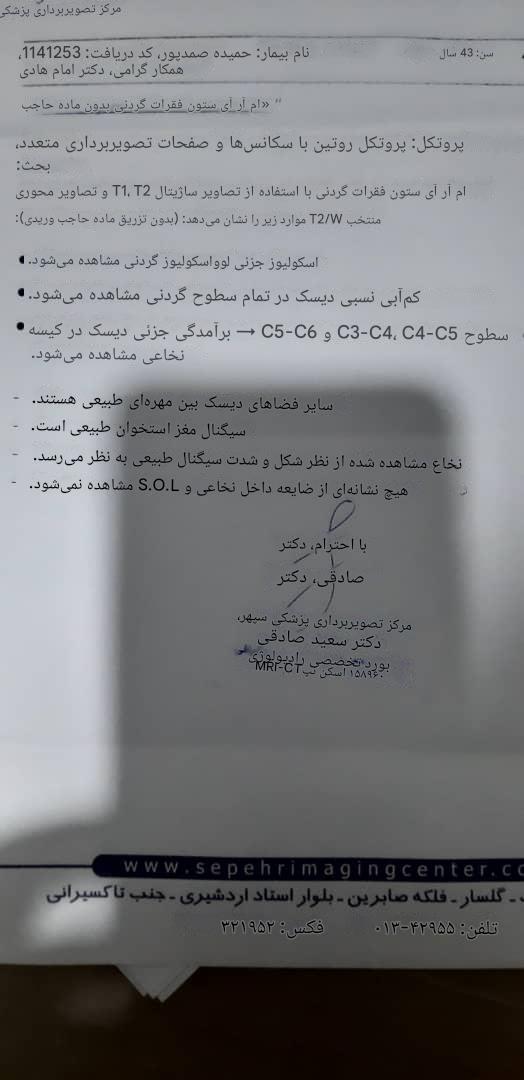 مرکز تصویربرداری پزشکی
نام بیمار: حمیده صمدپور، کد دریافت: 1141253،
سن: 43 سال
همکار گرامی، دکتر امام هادی
«ام آر آی ستون فقرات گردنی بدون ماده حاجب»
پروتکل: پروتکل روتین با سکانس‌ها و صفحات تصویربرداری متعدد،
بحث:
ام آر آی ستون فقرات گردنی با استفاده از تصاویر ساژیتال T1، T2 و تصاویر محوری
منتخب T2/W موارد زیر را نشان می‌دهد: (بدون تزریق ماده حاجب وریدی):
اسکولیوز جزئی لوواسکولیوز گردنی مشاهده می‌شود.
کم‌آبی نسبی دیسک در تمام سطوح گردنی مشاهده می‌شود.
سطوح C3-C4، C4-C5 و C5-C6 → برآمدگی جزئی دیسک در کیسه
نخاعی مشاهده می‌شود.
- سایر فضاهای دیسک بین مهره‌ای طبیعی هستند.
- سیگنال مغز استخوان طبیعی است.
- نخاع مشاهده شده از نظر شکل و شدت سیگنال طبیعی به نظر می‌رسد.
- هیچ نشانه‌ای از ضایعه داخل نخاعی و S.O.L مشاهده نمی‌شود.
با احترام، دکتر
صادقی، دکتر
مرکز تصویربرداری پزشکی سپهر،
دکتر سعید صادقی
بورد تخصصی رادیولوژی
MRI-CT اسکن نپ ۱۵۸۹۶۰
www.sepehrimagingcenter.co
گلسار ـ فلکه صابرین ـ بلوار استاد اردشیری ـ جنب تاکسیرانی
تلفن: ۴۲۹۵۵-۰۱۳ فکس: ۳۲۱۹۵۲